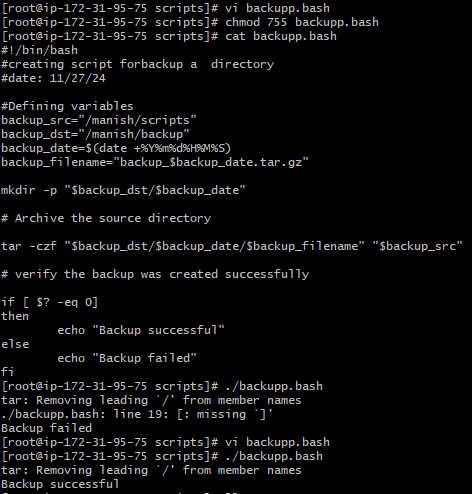 [root@ip-172-31-95-75 scripts]# vi backupp.bash
[root@ip-172-31-95-75 scripts]# chmod 755 backupp.bash
[root@ip-172-31-95-75 scripts]# cat backupp.bash
#!/bin/bash
#creating script forbackup a  directory
#date: 11/27/24

#Defining variables
backup_src="/manish/scripts"
backup_dst="/manish/backup"
backup_date=$(date +%Y%m%d%H%M%S)
backup_filename="backup_$backup_date.tar.gz"

mkdir -p "$backup_dst/$backup_date"

# Archive the source directory

tar -czf "$backup_dst/$backup_date/$backup_filename" "$backup_src"

# verify the backup was created successfully

if [ $? -eq 0]
then
        echo "Backup successful"
else
        echo "Backup failed"
fi
[root@ip-172-31-95-75 scripts]# ./backupp.bash
tar: Removing leading `/' from member names
./backupp.bash: line 19: [: missing `]'
Backup failed
[root@ip-172-31-95-75 scripts]# vi backupp.bash
[root@ip-172-31-95-75 scripts]# ./backupp.bash
tar: Removing leading `/' from member names
Backup successful